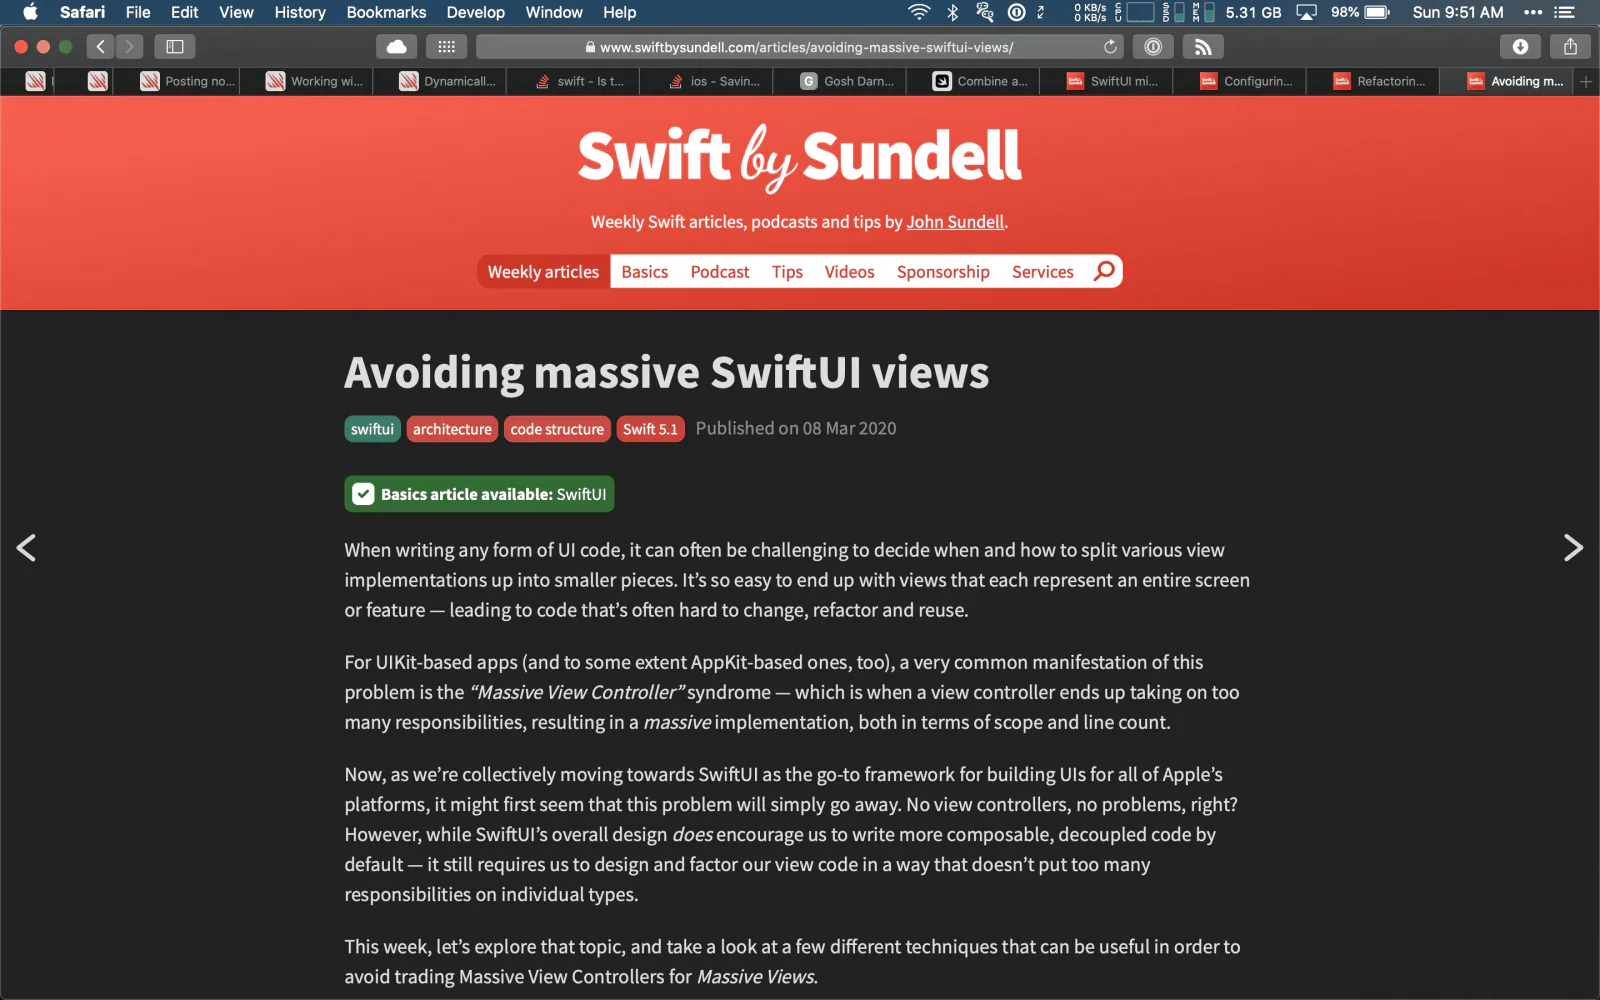 Safari File Edit View History Bookmarks Develop Window Help 0 KB/s 0 KB/s CPU SSD MEM 5.31 GB 98% Sun 9:51 AM
www.swiftbysundell.com/articles/avoiding-massive-swiftui-views/
Posting no... Working wi... Dynamicall... swift - Is t... ios - Savin... G Gosh Darn... Combine a... SwiftUI mi... Configurin... Refactorin... Avoiding m...
Swift by Sundell
Weekly Swift articles, podcasts and tips by John Sundell.
Weekly articles Basics Podcast Tips Videos Sponsorship Services
Avoiding massive SwiftUI views
swiftui architecture code structure Swift 5.1 Published on 08 Mar 2020
Basics article available: SwiftUI
When writing any form of UI code, it can often be challenging to decide when and how to split various view
implementations up into smaller pieces. It’s so easy to end up with views that each represent an entire screen
or feature — leading to code that’s often hard to change, refactor and reuse.
For UIKit-based apps (and to some extent AppKit-based ones, too), a very common manifestation of this
problem is the “Massive View Controller” syndrome — which is when a view controller ends up taking on too
many responsibilities, resulting in a massive implementation, both in terms of scope and line count.
Now, as we’re collectively moving towards SwiftUI as the go-to framework for building UIs for all of Apple’s
platforms, it might first seem that this problem will simply go away. No view controllers, no problems, right?
However, while SwiftUI’s overall design does encourage us to write more composable, decoupled code by
default — it still requires us to design and factor our view code in a way that doesn’t put too many
responsibilities on individual types.
This week, let’s explore that topic, and take a look at a few different techniques that can be useful in order to
avoid trading Massive View Controllers for Massive Views.